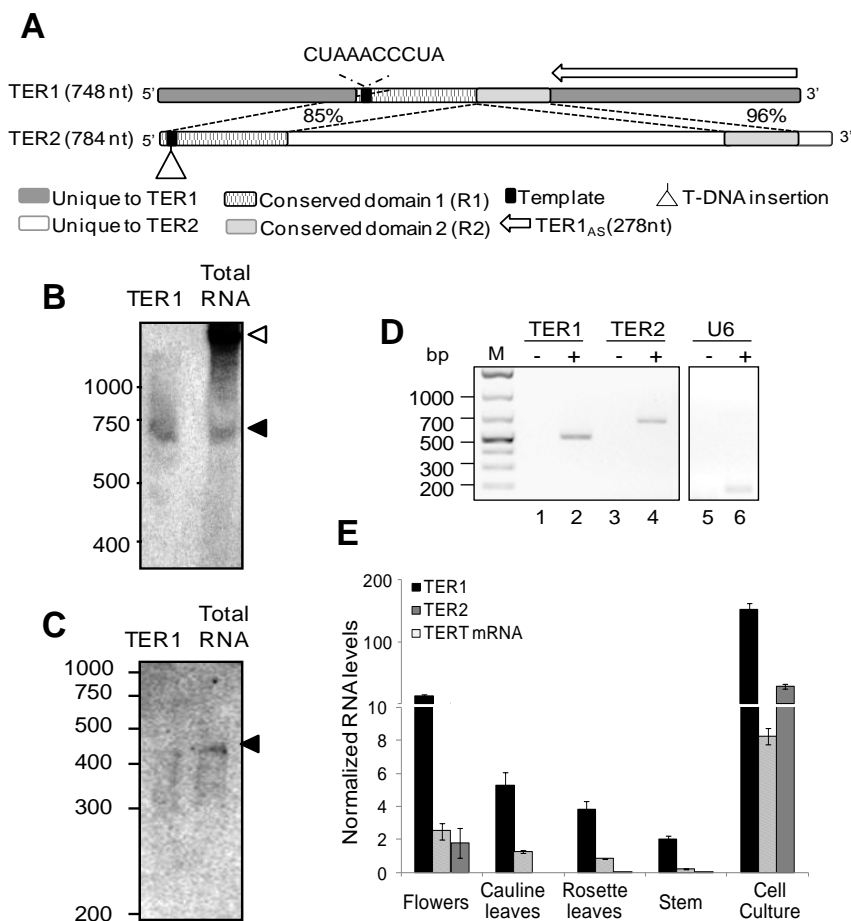 A
CUAAACCCUA
TER1 (748 nt) 5' 3'
85% 96%
TER2 (784 nt) 5' 3'
Unique to TER1 Conserved domain 1 (R1) Template T-DNA insertion
Unique to TER2 Conserved domain 2 (R2) TER1AS(278nt)
B
TER1 Total RNA
1000
750
500
400
C
TER1 Total RNA
1000
750
500
400
300
200
D
TER1 TER2 U6
bp M - + - + - +
1000
700
500
300
200
1 2 3 4 5 6
E
Normalized RNA levels
200
100
10
8
6
4
2
0
TER1
TER2
TERT mRNA
Flowers
Cauline leaves
Rosette leaves
Stem
Cell Culture